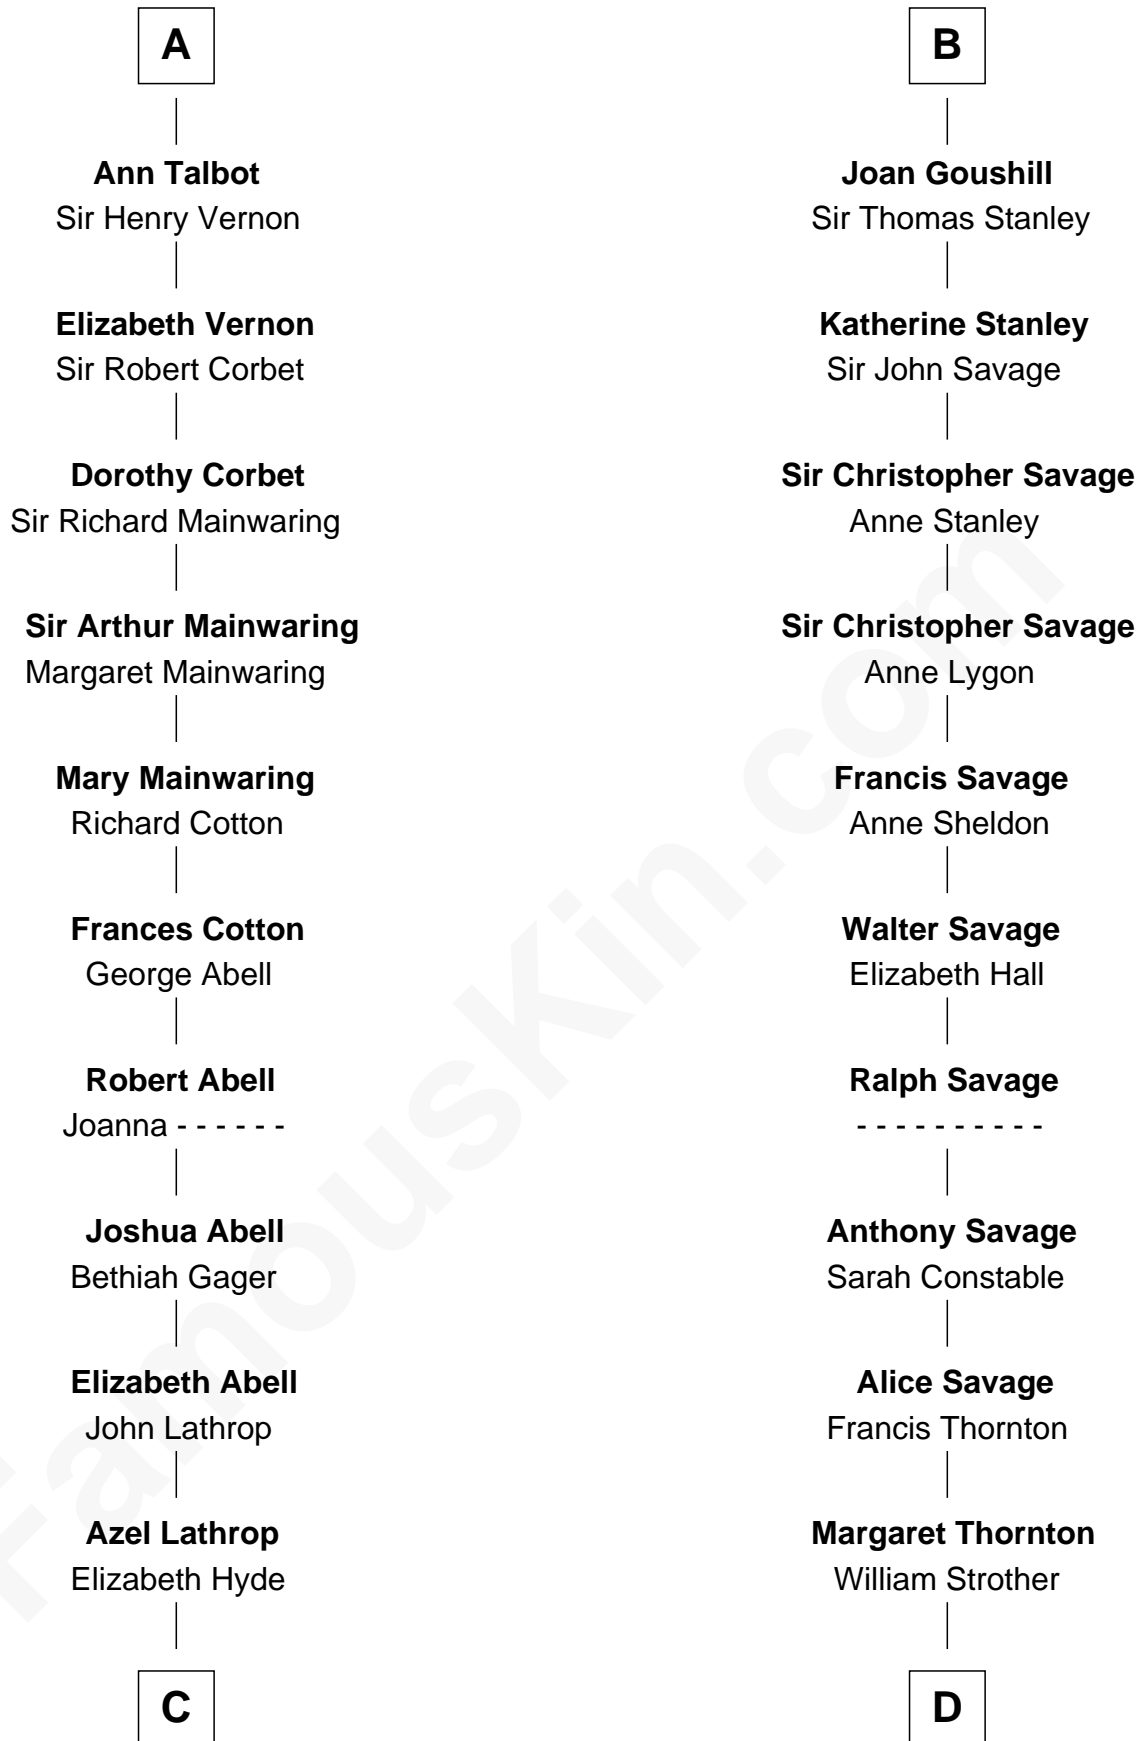 A
Ann Talbot
Sir Henry Vernon
Elizabeth Vernon
Sir Robert Corbet
Dorothy Corbet
Sir Richard Mainwaring
Sir Arthur Mainwaring
Margaret Mainwaring
Mary Mainwaring
Richard Cotton
Frances Cotton
George Abell
Robert Abell
Joanna - - - - - -
Joshua Abell
Bethiah Gager
Elizabeth Abell
John Lathrop
Azel Lathrop
Elizabeth Hyde
C
B
Joan Goushill
Sir Thomas Stanley
Katherine Stanley
Sir John Savage
Sir Christopher Savage
Anne Stanley
Sir Christopher Savage
Anne Lygon
Francis Savage
Anne Sheldon
Walter Savage
Elizabeth Hall
Ralph Savage
- - - - - - - - - -
Anthony Savage
Sarah Constable
Alice Savage
Francis Thornton
Margaret Thornton
William Strother
D
FamousKin.com